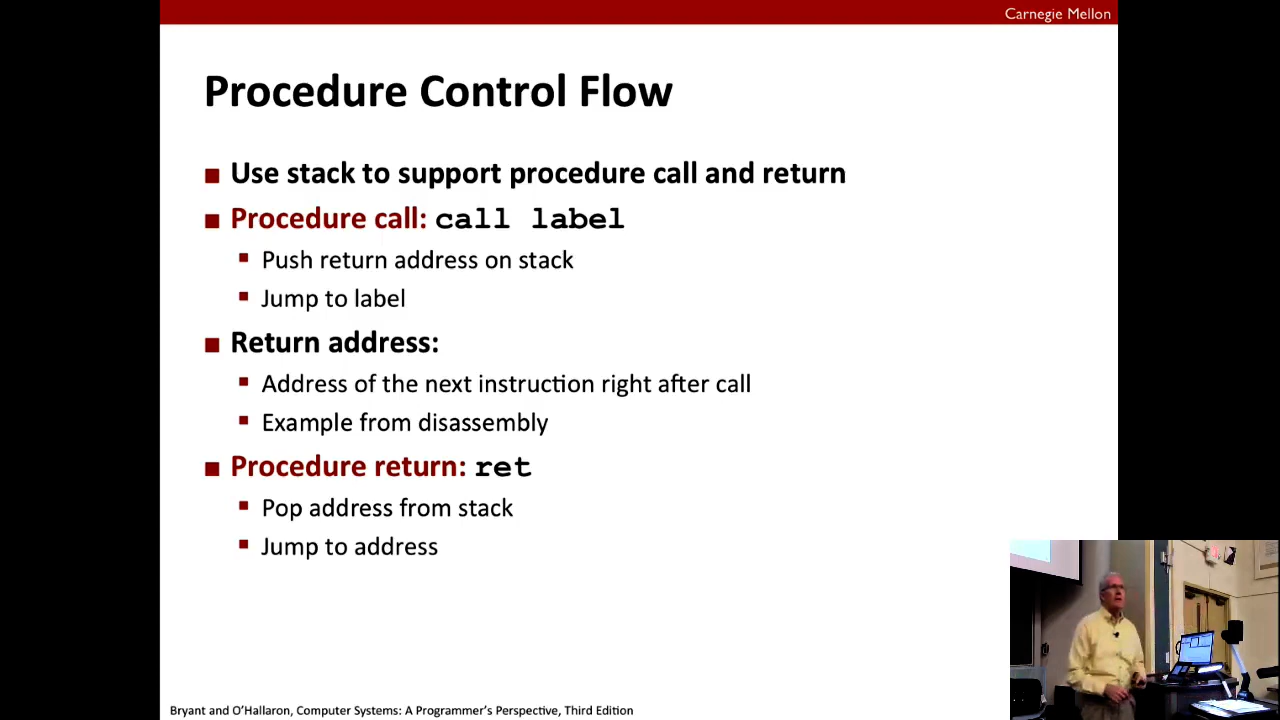 Carnegie Mellon
Procedure Control Flow
Use stack to support procedure call and return
Procedure call: call label
Push return address on stack
Jump to label
Return address:
Address of the next instruction right after call
Example from disassembly
Procedure return: ret
Pop address from stack
Jump to address
Bryant and O'Hallaron, Computer Systems: A Programmer's Perspective, Third Edition